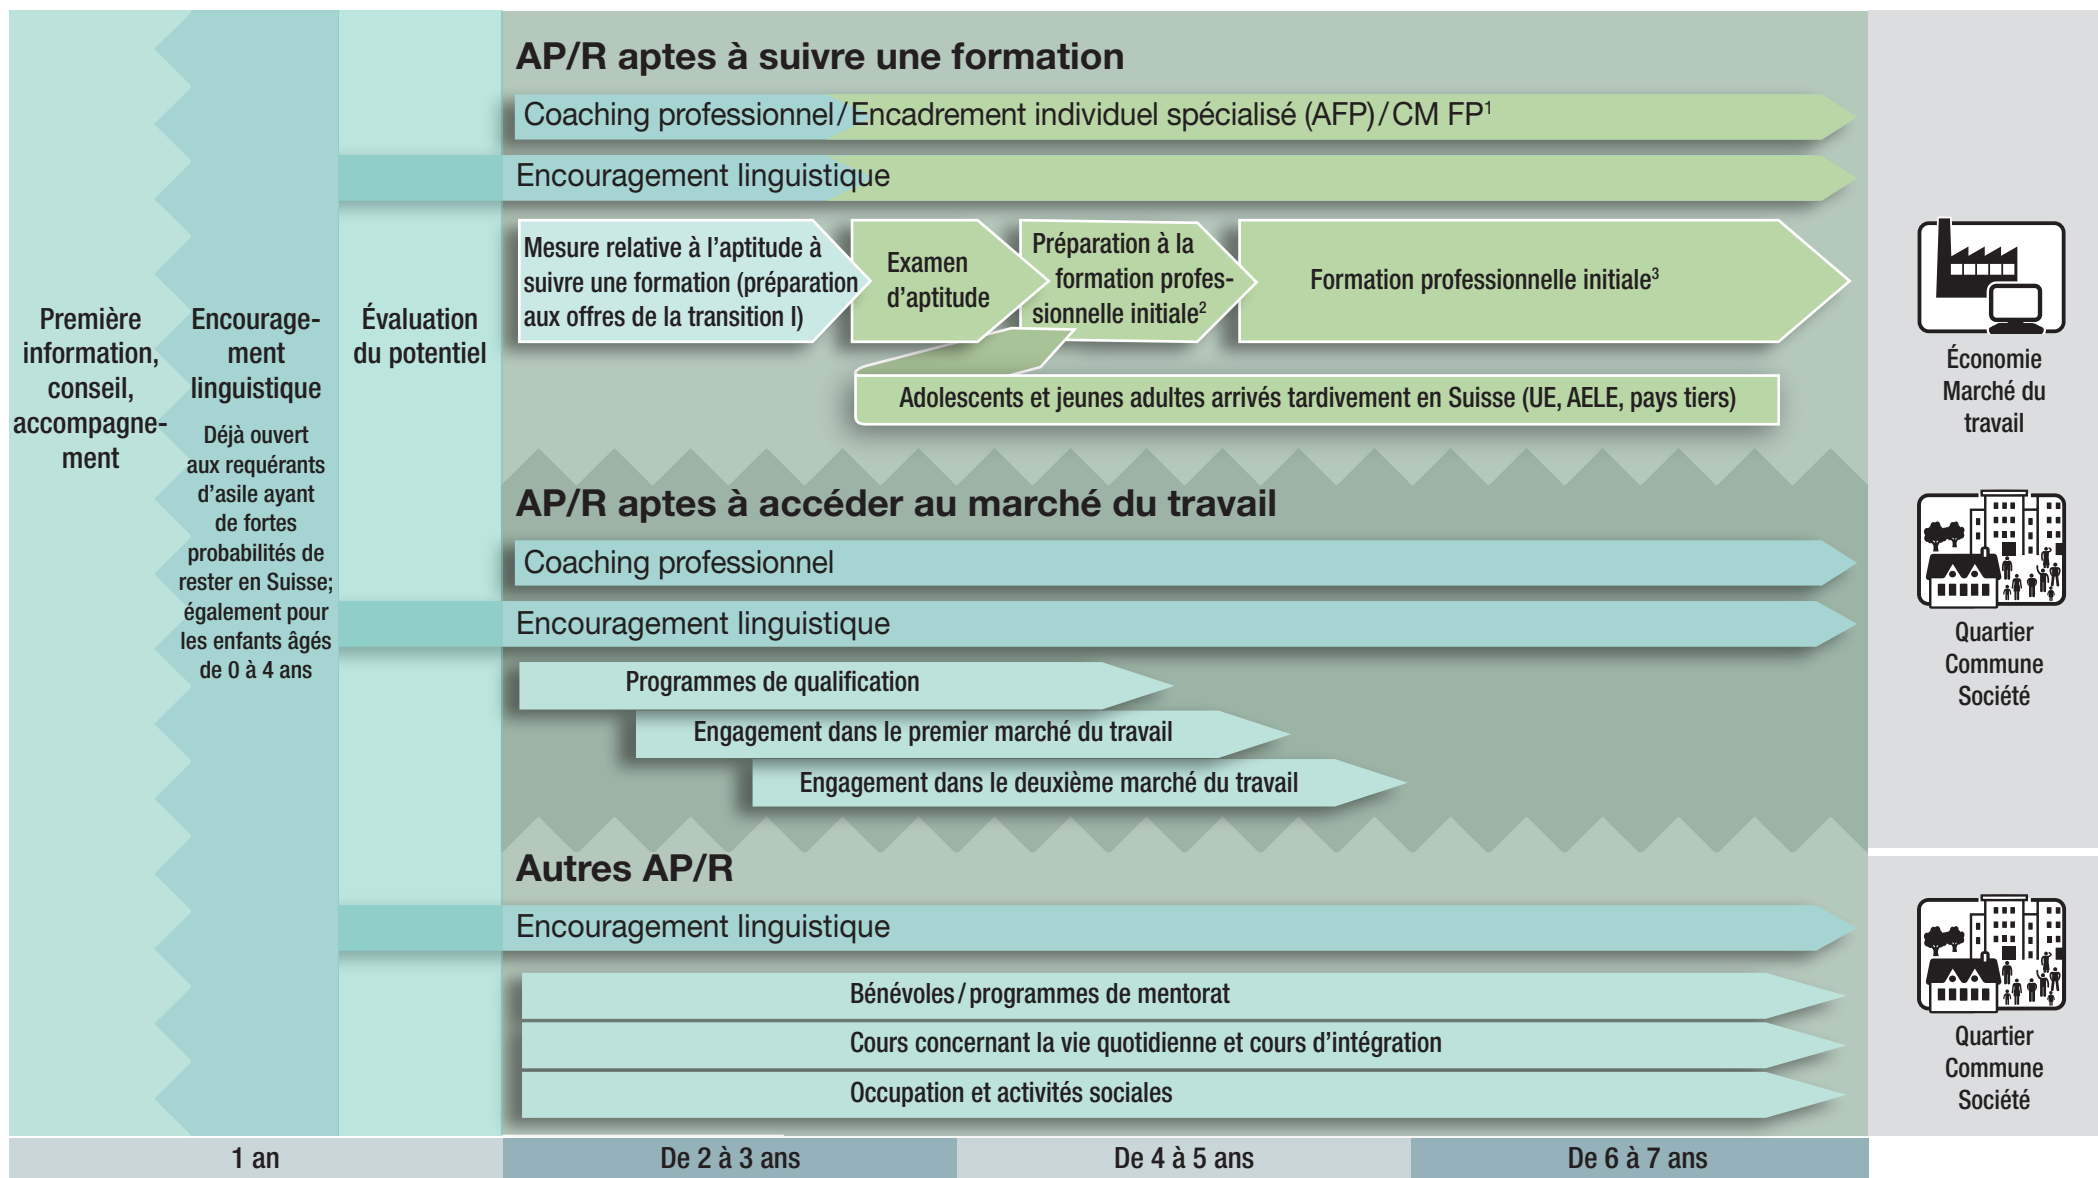 Première
information,
conseil,
accompagne-
ment
Encourage-
ment
linguistique
Déjà ouvert
aux requérants
d'asile ayant
de fortes
probabilités de
rester en Suisse;
également pour
les enfants âgés
de 0 à 4 ans
Évaluation
du potentiel
AP/R aptes à suivre une formation
Coaching professionnel/Encadrement individuel spécialisé (AFP)/CM FP¹
Encouragement linguistique
Mesure relative à l'aptitude à
suivre une formation (préparation
aux offres de la transition I)
Examen
d'aptitude
Préparation à la
formation profes-
sionnelle initiale²
Formation professionnelle initiale³
Adolescents et jeunes adultes arrivés tardivement en Suisse (UE, AELE, pays tiers)
AP/R aptes à accéder au marché du travail
Coaching professionnel
Encouragement linguistique
Programmes de qualification
Engagement dans le premier marché du travail
Engagement dans le deuxième marché du travail
Autres AP/R
Encouragement linguistique
Bénévoles/programmes de mentorat
Cours concernant la vie quotidienne et cours d'intégration
Occupation et activités sociales
Économie
Marché du
travail
Quartier
Commune
Société
Quartier
Commune
Société
1 an
De 2 à 3 ans
De 4 à 5 ans
De 6 à 7 ans